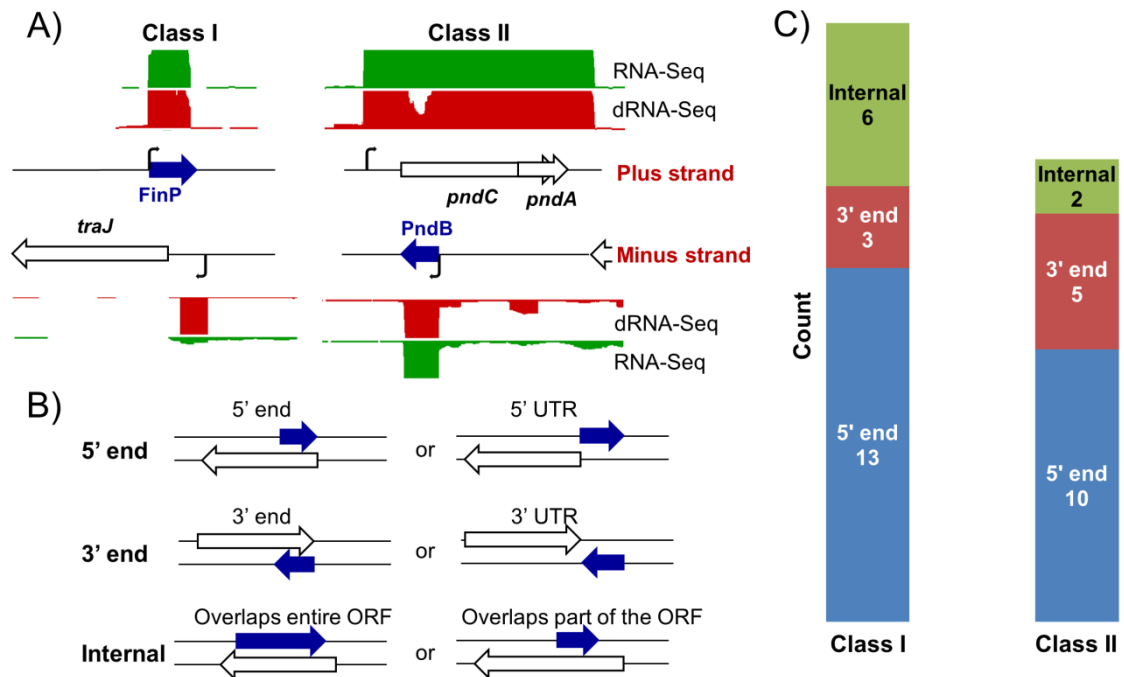 A)
Class I
Class II
RNA-Seq
dRNA-Seq
FinP
pndC
pndA
Plus strand
traJ
PndB
Minus strand
dRNA-Seq
RNA-Seq
B)
5' end
5' end
or
5' UTR
3' end
3' end
or
3' UTR
Internal
Overlaps entire ORF
or
Overlaps part of the ORF
C)
Count
Internal
6
3' end
3
5' end
13
Class I
Internal
2
3' end
5
5' end
10
Class II